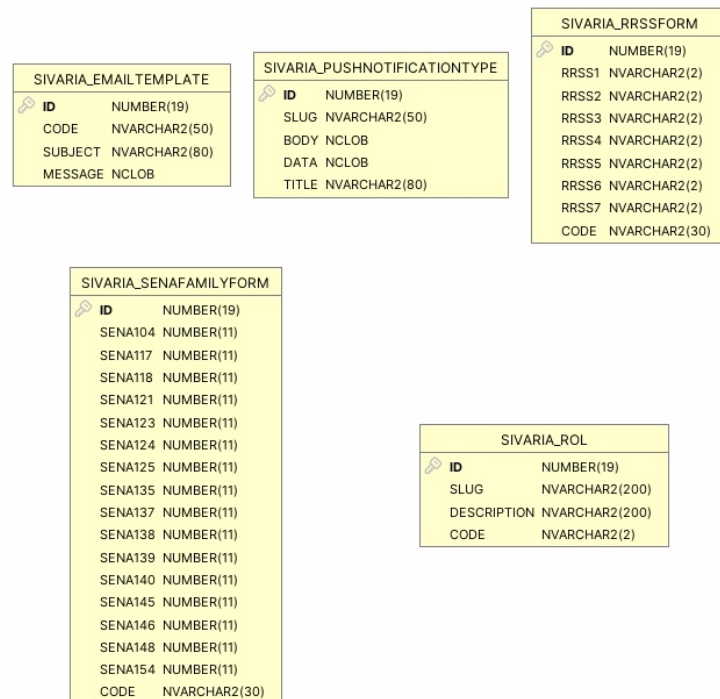 SIVARIA_EMAILTEMPLATE
ID NUMBER(19)
CODE NVARCHAR2(50)
SUBJECT NVARCHAR2(80)
MESSAGE NCLOB
SIVARIA_PUSHNOTIFICATIONTYPE
ID NUMBER(19)
SLUG NVARCHAR2(50)
BODY NCLOB
DATA NCLOB
TITLE NVARCHAR2(80)
SIVARIA_RRSSFORM
ID NUMBER(19)
RRSS1 NVARCHAR2(2)
RRSS2 NVARCHAR2(2)
RRSS3 NVARCHAR2(2)
RRSS4 NVARCHAR2(2)
RRSS5 NVARCHAR2(2)
RRSS6 NVARCHAR2(2)
RRSS7 NVARCHAR2(2)
CODE NVARCHAR2(30)
SIVARIA_SENAFAMILYFORM
ID NUMBER(19)
SENA104 NUMBER(11)
SENA117 NUMBER(11)
SENA118 NUMBER(11)
SENA121 NUMBER(11)
SENA123 NUMBER(11)
SENA124 NUMBER(11)
SENA125 NUMBER(11)
SENA135 NUMBER(11)
SENA137 NUMBER(11)
SENA138 NUMBER(11)
SENA139 NUMBER(11)
SENA140 NUMBER(11)
SENA145 NUMBER(11)
SENA146 NUMBER(11)
SENA148 NUMBER(11)
SENA154 NUMBER(11)
CODE NVARCHAR2(30)
SIVARIA_ROL
ID NUMBER(19)
SLUG NVARCHAR2(200)
DESCRIPTION NVARCHAR2(200)
CODE NVARCHAR2(2)